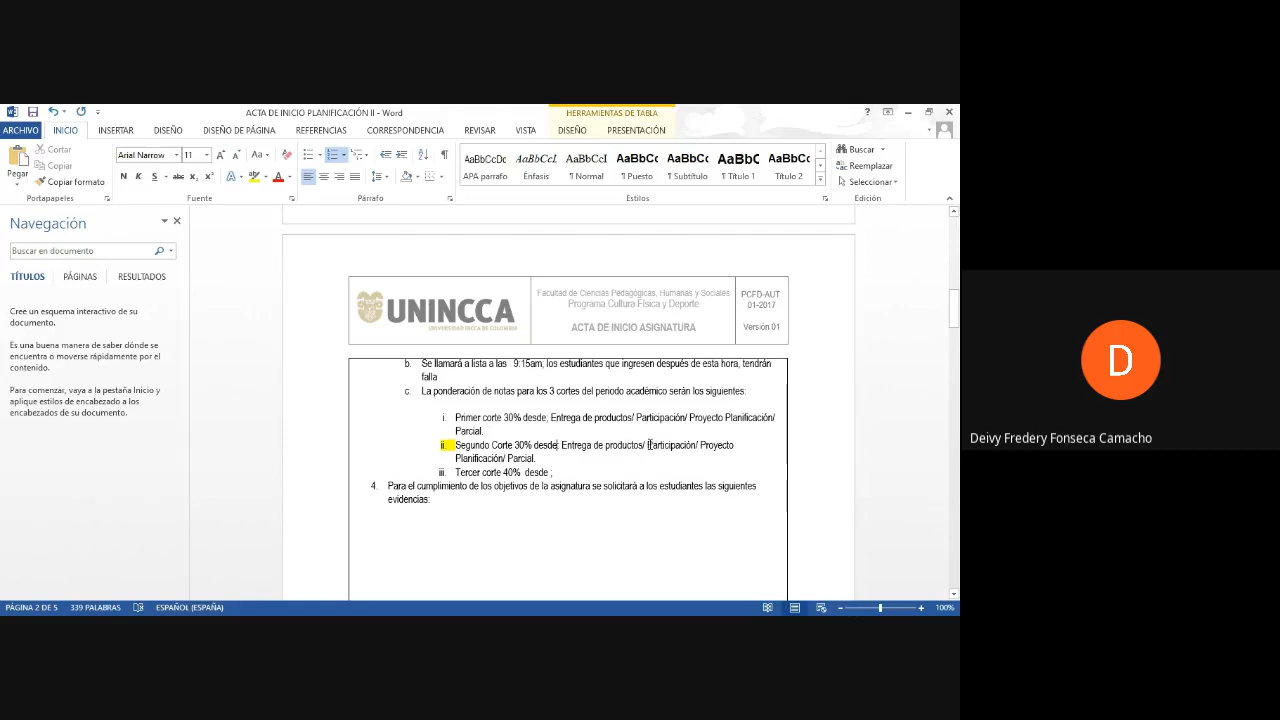 ACTA DE INICIO PLANIFICACIÓN II - Word
HERRAMIENTAS DE TABLA
ARCHIVO INICIO INSERTAR DISEÑO DISEÑO DE PÁGINA REFERENCIAS CORRESPONDENCIA REVISAR VISTA DISEÑO PRESENTACIÓN
Pegar
Cortar
Copiar
Copiar formato
Portapapeles
Arial Narrow 11
Fuente
Párrafo
AaBbCcDc AaBbCcL AaBbCcI AaBbCc AaBbCc AaBbC AaBbCc
APA parrafo Énfasis ¶ Normal ¶ Puesto ¶ Subtítulo ¶ Título 1 Título 2
Estilos
Buscar
Reemplazar
Seleccionar
Edición
Navegación
Buscar en documento
TÍTULOS PÁGINAS RESULTADOS
Cree un esquema interactivo de su
documento.
Es una buena manera de saber dónde se
encuentra o moverse rápidamente por el
contenido.
Para comenzar, vaya a la pestaña Inicio y
aplique estilos de encabezado a los
encabezados de su documento.
UNINCCA
UNIVERSIDAD INCCA DE COLOMBIA
Facultad de Ciencias Pedagógicas, Humanas y Sociales
Programa Cultura Física y Deporte
ACTA DE INICIO ASIGNATURA
PCFD-AUT
01-2017
Versión 01
b. Se llamará a lista a las 9:15am; los estudiantes que ingresen después de esta hora, tendrán
falla
c. La ponderación de notas para los 3 cortes del periodo académico serán los siguientes:
i. Primer corte 30% desde; Entrega de productos/ Participación/ Proyecto Planificación/
Parcial.
ii. Segundo Corte 30% desde; Entrega de productos/ Participación/ Proyecto
Planificación/ Parcial.
iii. Tercer corte 40% desde ;
4. Para el cumplimiento de los objetivos de la asignatura se solicitará a los estudiantes las siguientes
evidencias:
PÁGINA 2 DE 5 339 PALABRAS ESPAÑOL (ESPAÑA) 100%
D
Deivy Fredery Fonseca Camacho